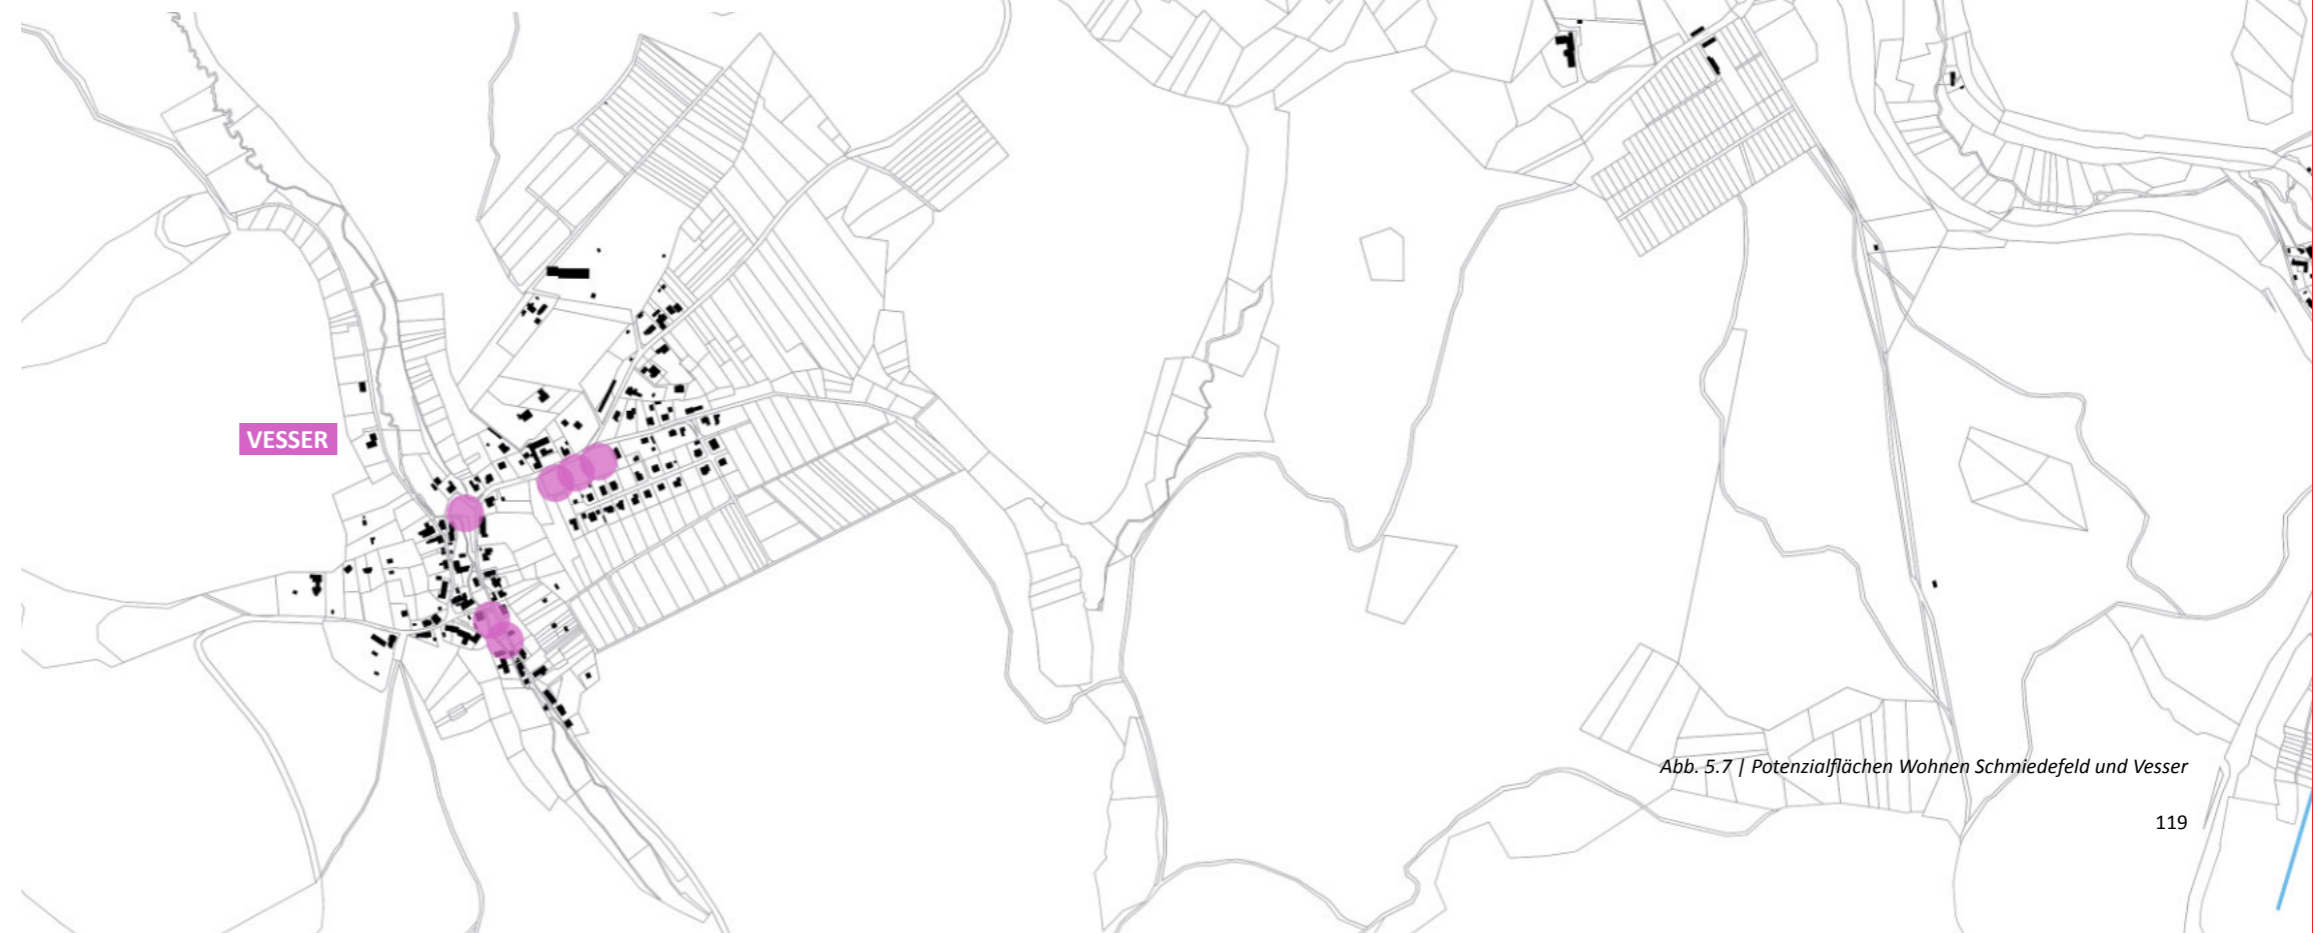 VESSER
Abb. 5.7 | Potenzialflächen Wohnen Schmiedefeld und Vesser
119